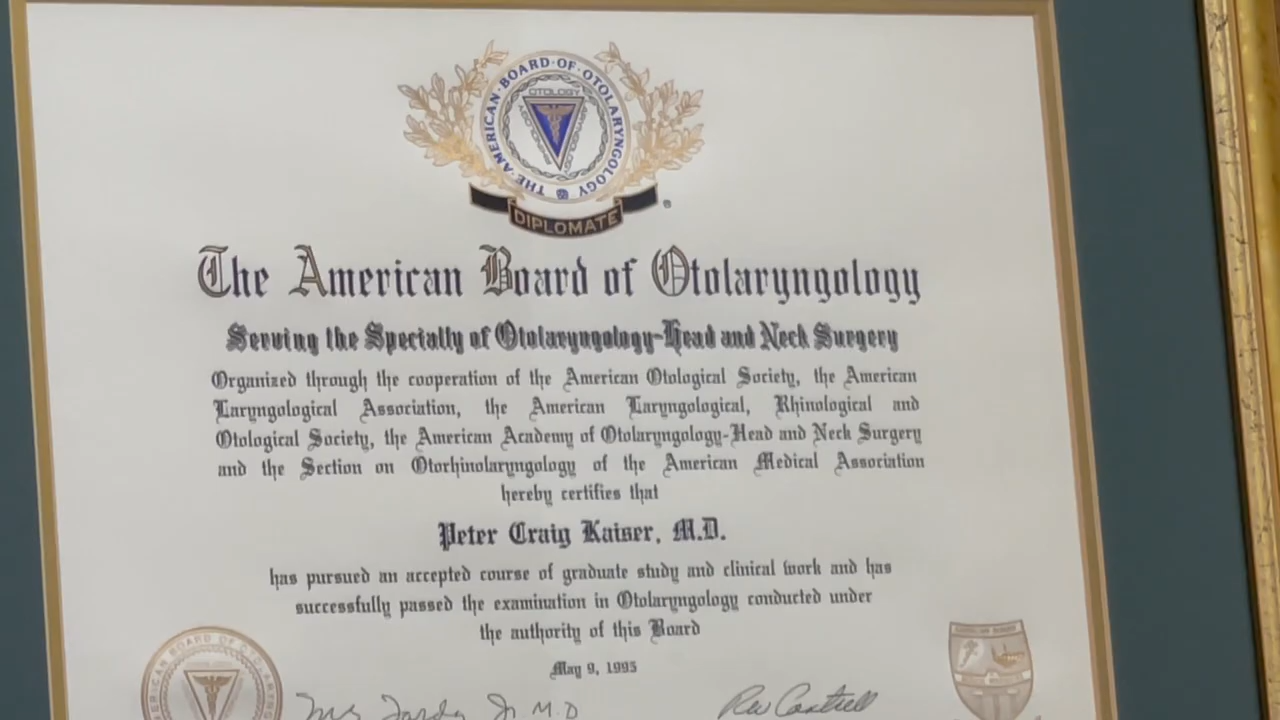 THE · AMERICAN · BOARD · OF · OTOLARYNGOLOGY
OTOLOGY
DIPLOMATE
®
The American Board of Otolaryngology
Serving the Specialty of Otolaryngology-Head and Neck Surgery
Organized through the cooperation of the American Otological Society, the American
Laryngological Association, the American Laryngological, Rhinological and
Otological Society, the American Academy of Otolaryngology-Head and Neck Surgery
and the Section on Otorhinolaryngology of the American Medical Association
hereby certifies that
Peter Craig Kaiser, M.D.
has pursued an accepted course of graduate study and clinical work and has
successfully passed the examination in Otolaryngology conducted under
the authority of this Board
May 9, 1995
Jr M.D